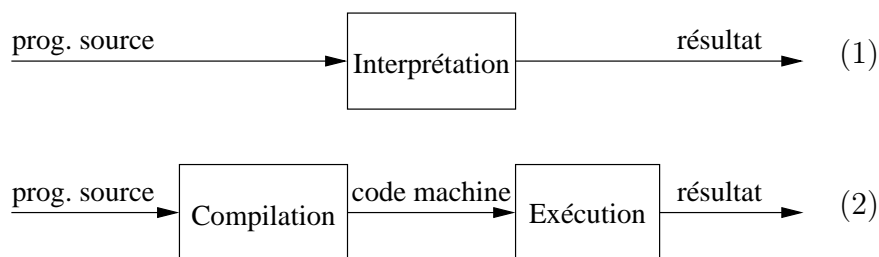 prog. source Interprétation résultat (1)
prog. source Compilation code machine Exécution résultat (2)